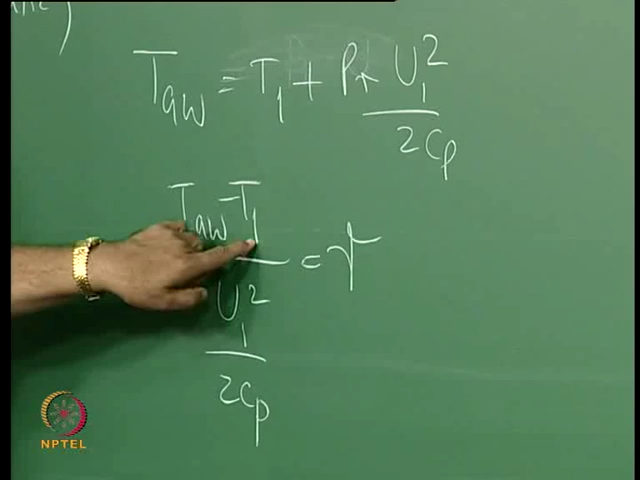 T_aw = T_1 + Pr U_1^2 / 2c_p
T_aw - T_1 / U_1^2 / 2c_p = r
NPTEL